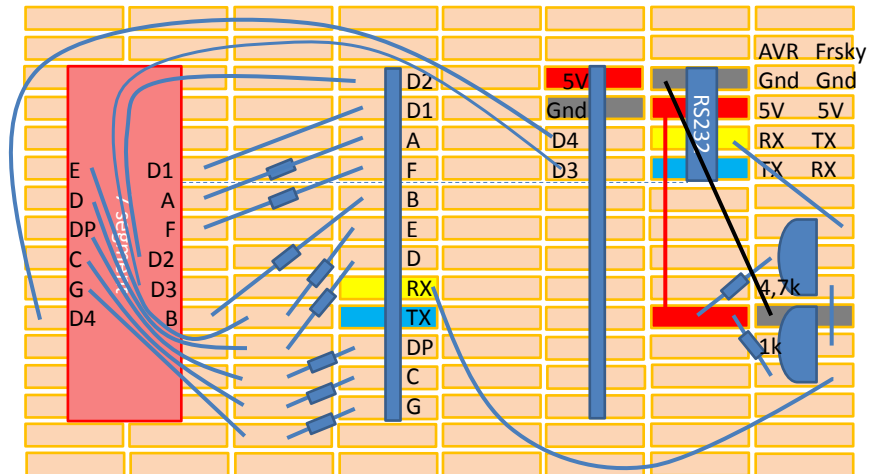 AVR Frsky
D2 5V Gnd Gnd
D1 Gnd 5V 5V
A D4 RX TX
E D1 F D3 TX RX
D A B
DP F E
C D2 D
G D3 RX 4,7k
D4 B TX
DP 1k
C
G
segment
RS232